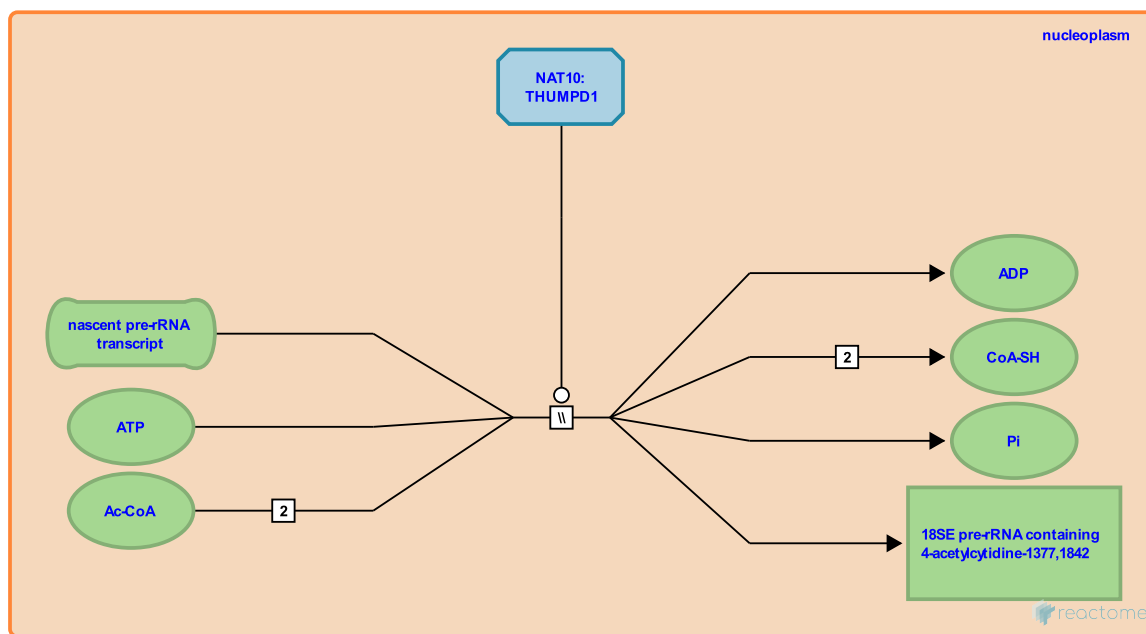 nucleoplasm
NAT10:
THUMPD1
nascent pre-rRNA
transcript
ATP
Ac-CoA
2
\\
ADP
2
CoA-SH
Pi
18SE pre-rRNA containing
4-acetylcytidine-1377,1842
reactome